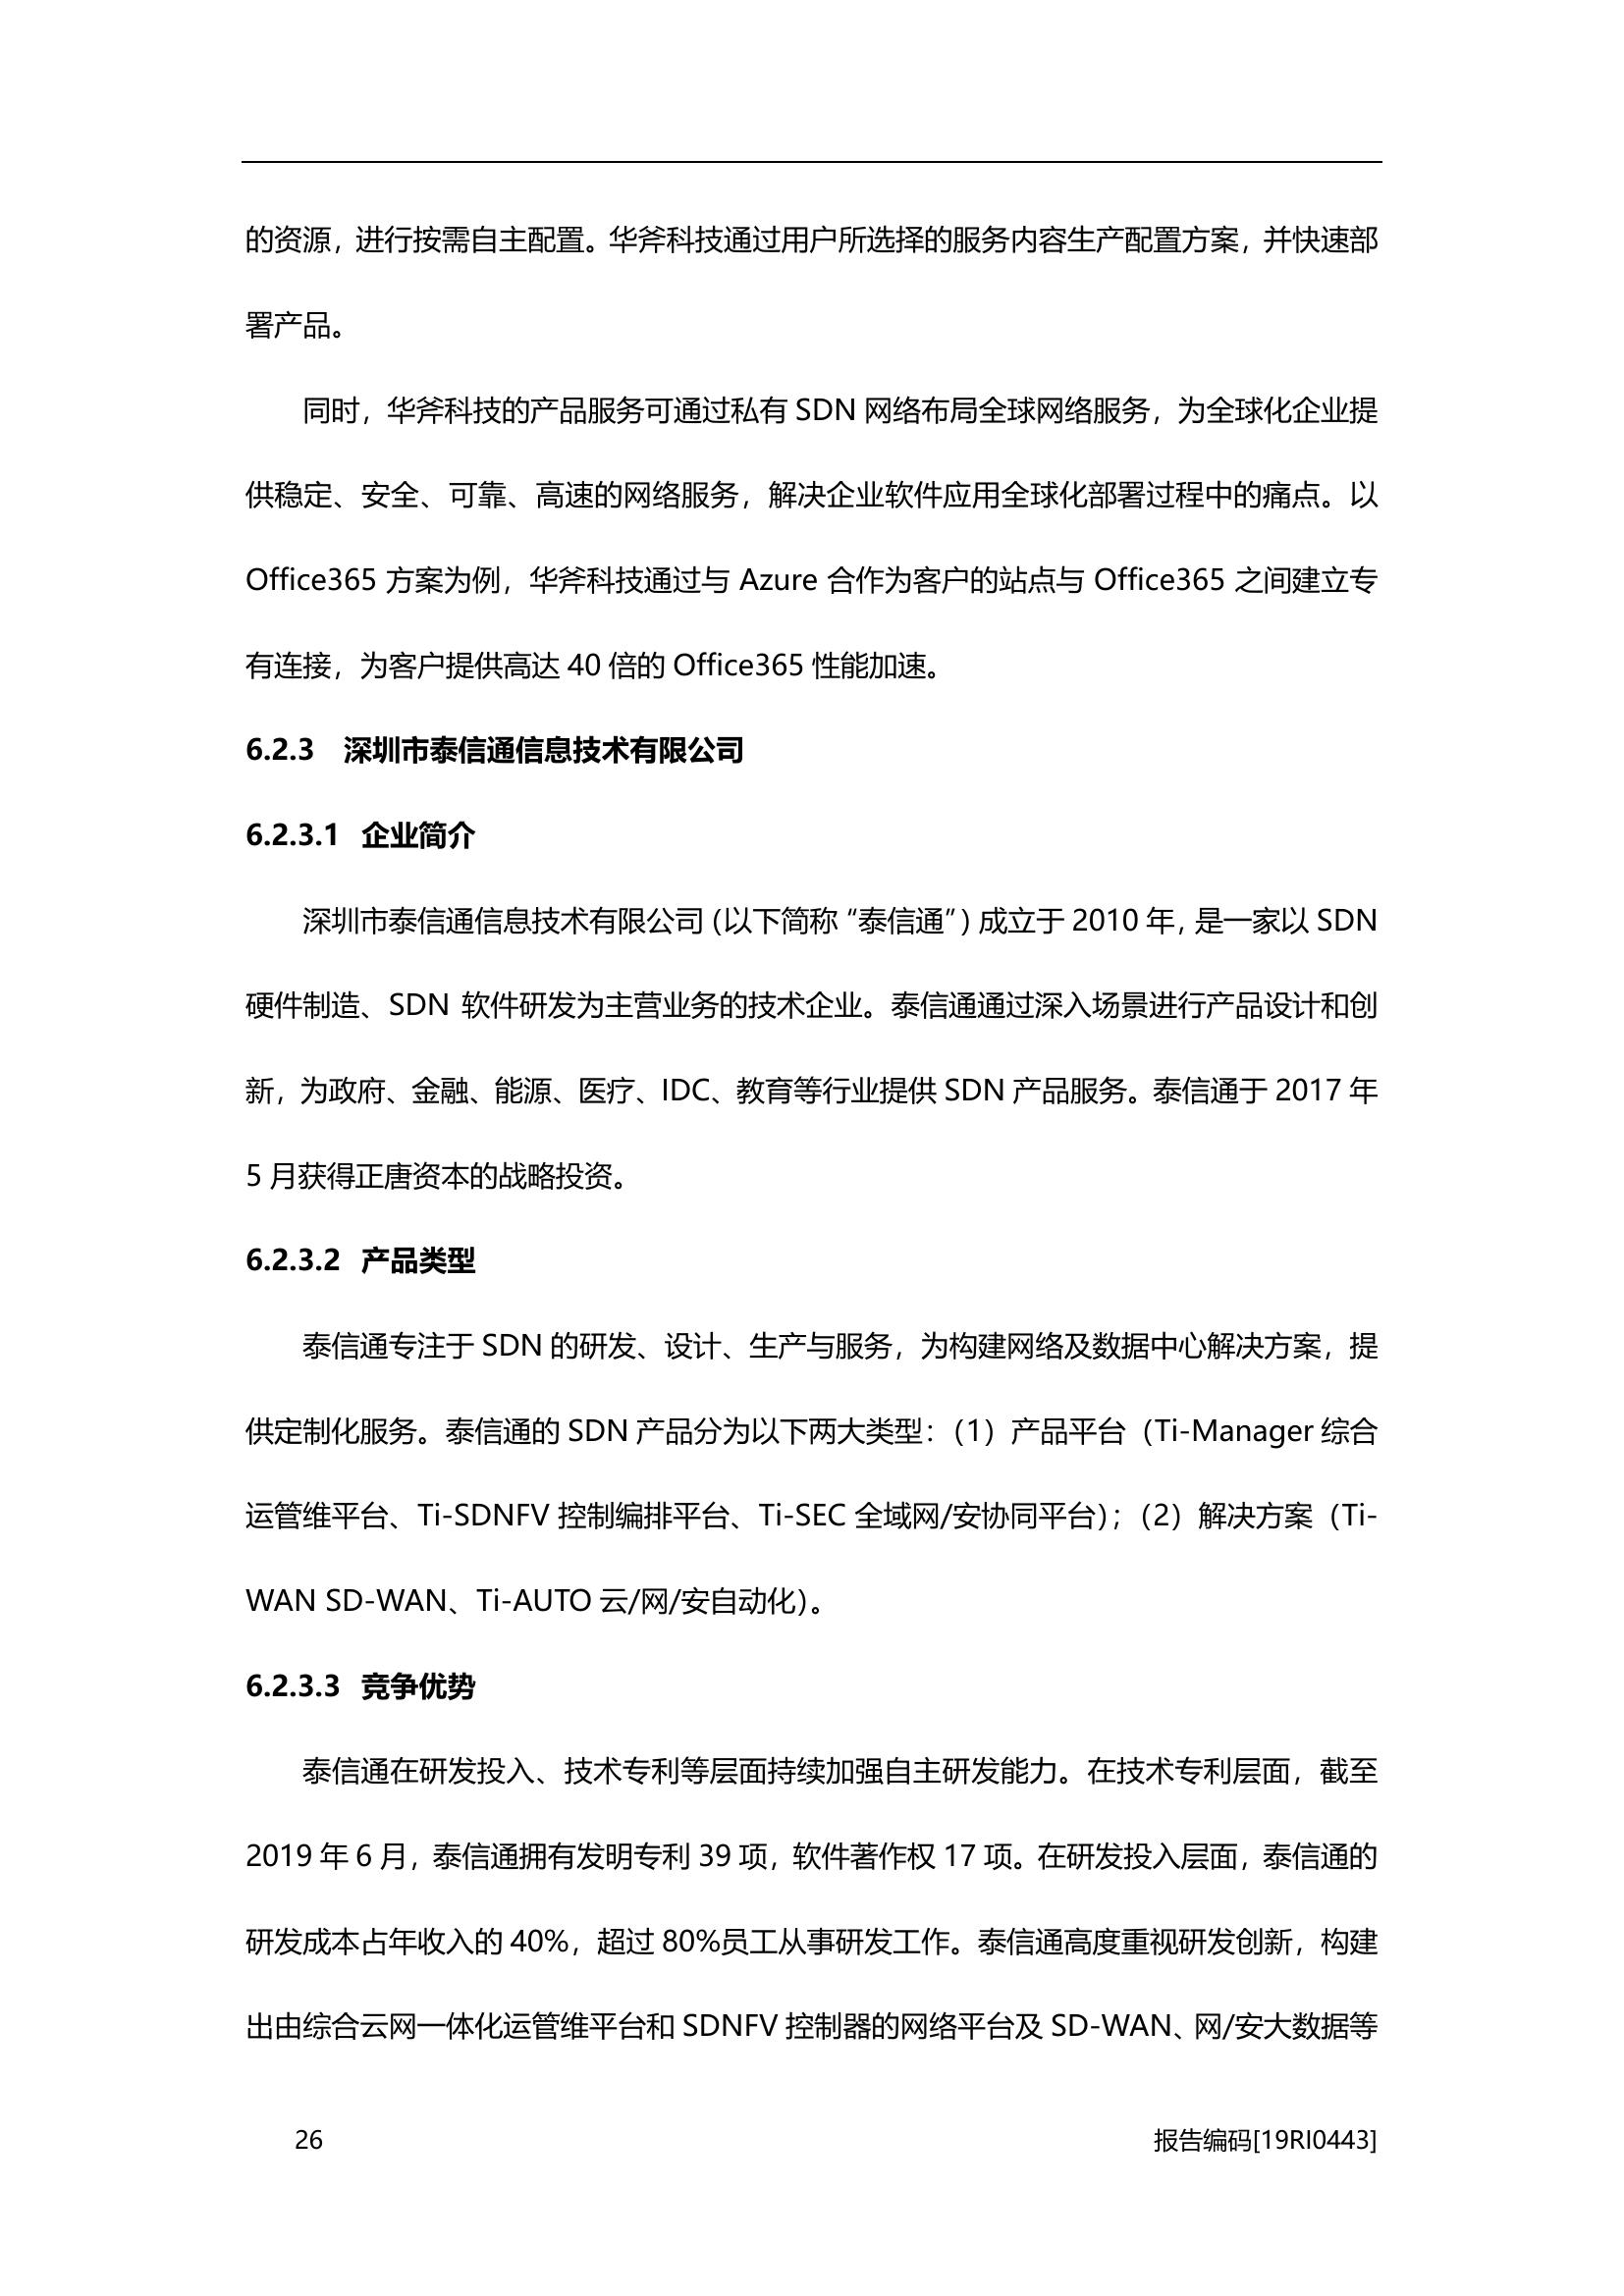 的资源，进行按需自主配置。华斧科技通过用户所选择的服务内容生产配置方案，并快速部
署产品。
同时，华斧科技的产品服务可通过私有 SDN 网络布局全球网络服务，为全球化企业提
供稳定、安全、可靠、高速的网络服务，解决企业软件应用全球化部署过程中的痛点。以
Office365 方案为例，华斧科技通过与 Azure 合作为客户的站点与 Office365 之间建立专
有连接，为客户提供高达 40 倍的 Office365 性能加速。
6.2.3 深圳市泰信通信息技术有限公司
6.2.3.1 企业简介
深圳市泰信通信息技术有限公司（以下简称“泰信通”）成立于 2010 年，是一家以 SDN
硬件制造、SDN 软件研发为主营业务的技术企业。泰信通通过深入场景进行产品设计和创
新，为政府、金融、能源、医疗、IDC、教育等行业提供 SDN 产品服务。泰信通于 2017 年
5 月获得正唐资本的战略投资。
6.2.3.2 产品类型
泰信通专注于 SDN 的研发、设计、生产与服务，为构建网络及数据中心解决方案，提
供定制化服务。泰信通的 SDN 产品分为以下两大类型：（1）产品平台（Ti-Manager 综合
运管维平台、Ti-SDNFV 控制编排平台、Ti-SEC 全域网/安协同平台）；（2）解决方案（Ti-
WAN SD-WAN、Ti-AUTO 云/网/安自动化）。
6.2.3.3 竞争优势
泰信通在研发投入、技术专利等层面持续加强自主研发能力。在技术专利层面，截至
2019 年 6 月，泰信通拥有发明专利 39 项，软件著作权 17 项。在研发投入层面，泰信通的
研发成本占年收入的 40%，超过 80%员工从事研发工作。泰信通高度重视研发创新，构建
出由综合云网一体化运管维平台和 SDNFV 控制器的网络平台及 SD-WAN、网/安大数据等
26 报告编码[19RI0443]